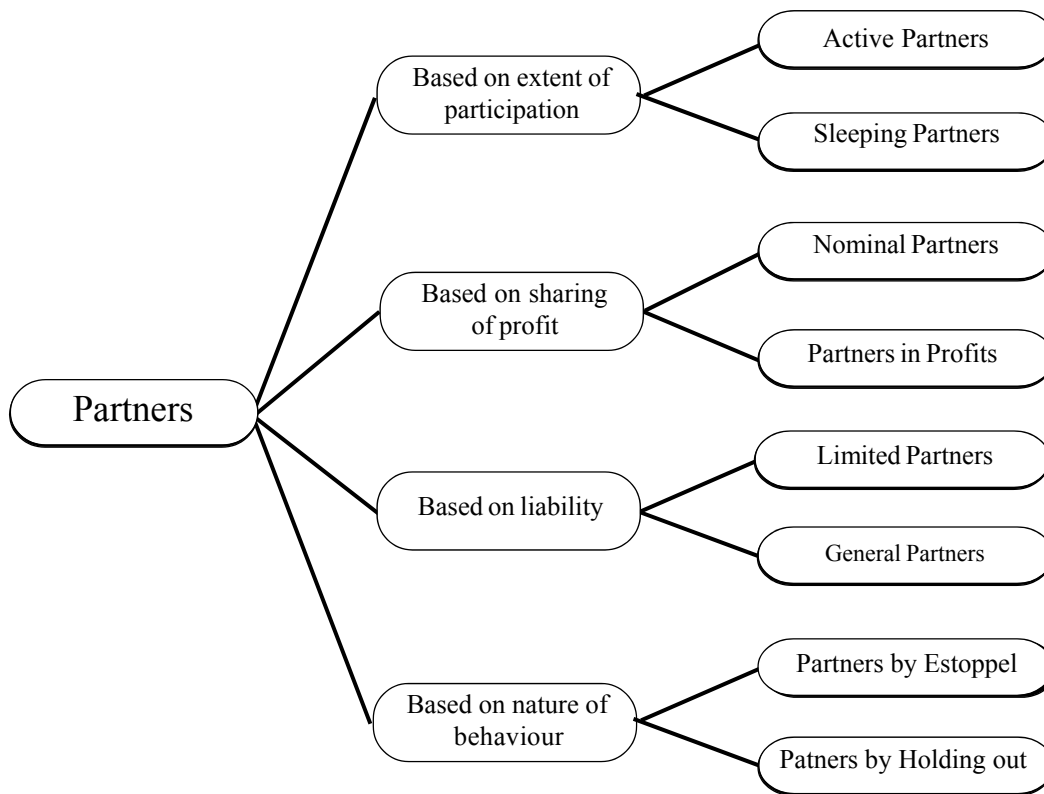 Partners
Based on extent of
participation
Active Partners
Sleeping Partners
Based on sharing
of profit
Nominal Partners
Partners in Profits
Based on liability
Limited Partners
General Partners
Based on nature of
behaviour
Partners by Estoppel
Patners by Holding out